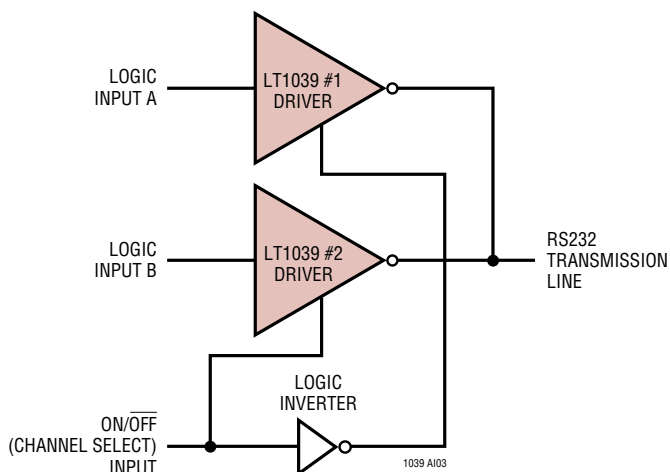 LOGIC
INPUT A
LT1039 #1
DRIVER
LOGIC
INPUT B
LT1039 #2
DRIVER
RS232
TRANSMISSION
LINE
LOGIC
INVERTER
ON/OFF
(CHANNEL SELECT)
INPUT
1039 AI03